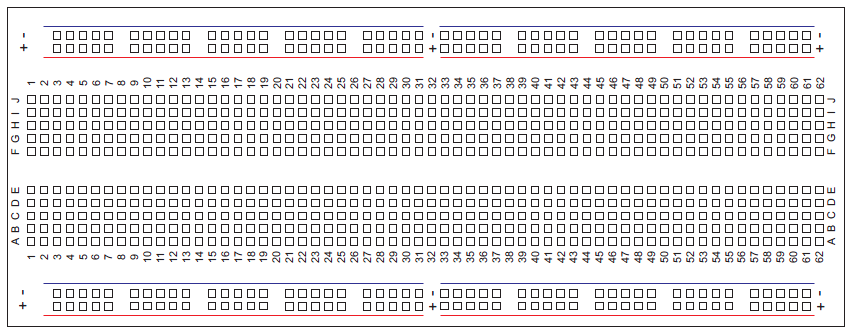 - - -
+ + +
1 2 3 4 5 6 7 8 9 10 11 12 13 14 15 16 17 18 19 20 21 22 23 24 25 26 27 28 29 30 31 32 33 34 35 36 37 38 39 40 41 42 43 44 45 46 47 48 49 50 51 52 53 54 55 56 57 58 59 60 61 62
J J
I I
H H
G G
F F
E E
D D
C C
B B
A A
1 2 3 4 5 6 7 8 9 10 11 12 13 14 15 16 17 18 19 20 21 22 23 24 25 26 27 28 29 30 31 32 33 34 35 36 37 38 39 40 41 42 43 44 45 46 47 48 49 50 51 52 53 54 55 56 57 58 59 60 61 62
- - -
+ + +